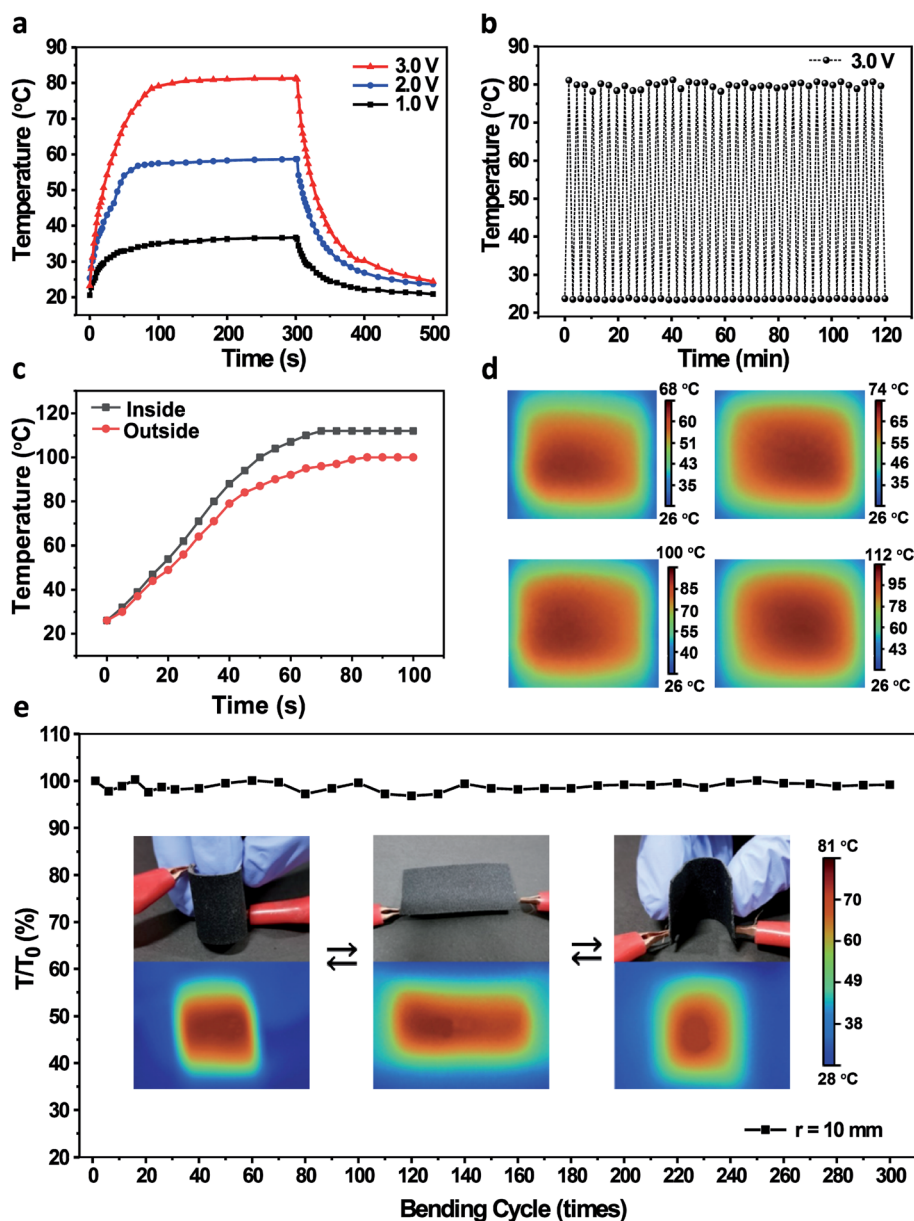 a
Temperature (°C)
90
80
70
60
50
40
30
20
3.0 V
2.0 V
1.0 V
0 100 200 300 400 500
Time (s)
b
Temperature (°C)
90
80
70
60
50
40
30
20
3.0 V
0 20 40 60 80 100 120
Time (min)
c
Temperature (°C)
120
100
80
60
40
20
Inside
Outside
0 20 40 60 80 100
Time (s)
d
68 °C
60
51
43
35
26 °C
74 °C
65
55
46
35
26 °C
100 °C
85
70
55
40
26 °C
112 °C
95
78
60
43
26 °C
e
T/T0 (%)
110
100
90
80
70
60
50
40
30
20
81 °C
70
60
49
38
28 °C
r = 10 mm
0 20 40 60 80 100 120 140 160 180 200 220 240 260 280 300
Bending Cycle (times)